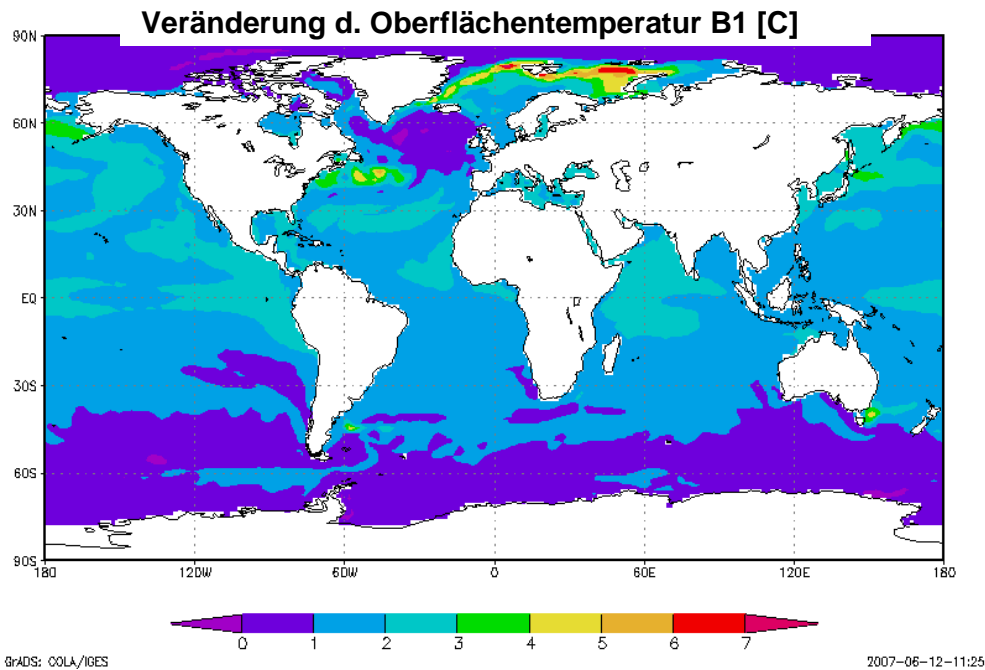 Veränderung d. Oberflächentemperatur B1 [C]
90N
60N
30N
EQ
30S
60S
90S
180 120W 60W 0 60E 120E 180
0 1 2 3 4 5 6 7
GrADS: COLA/IGES 2007-06-12-11:25